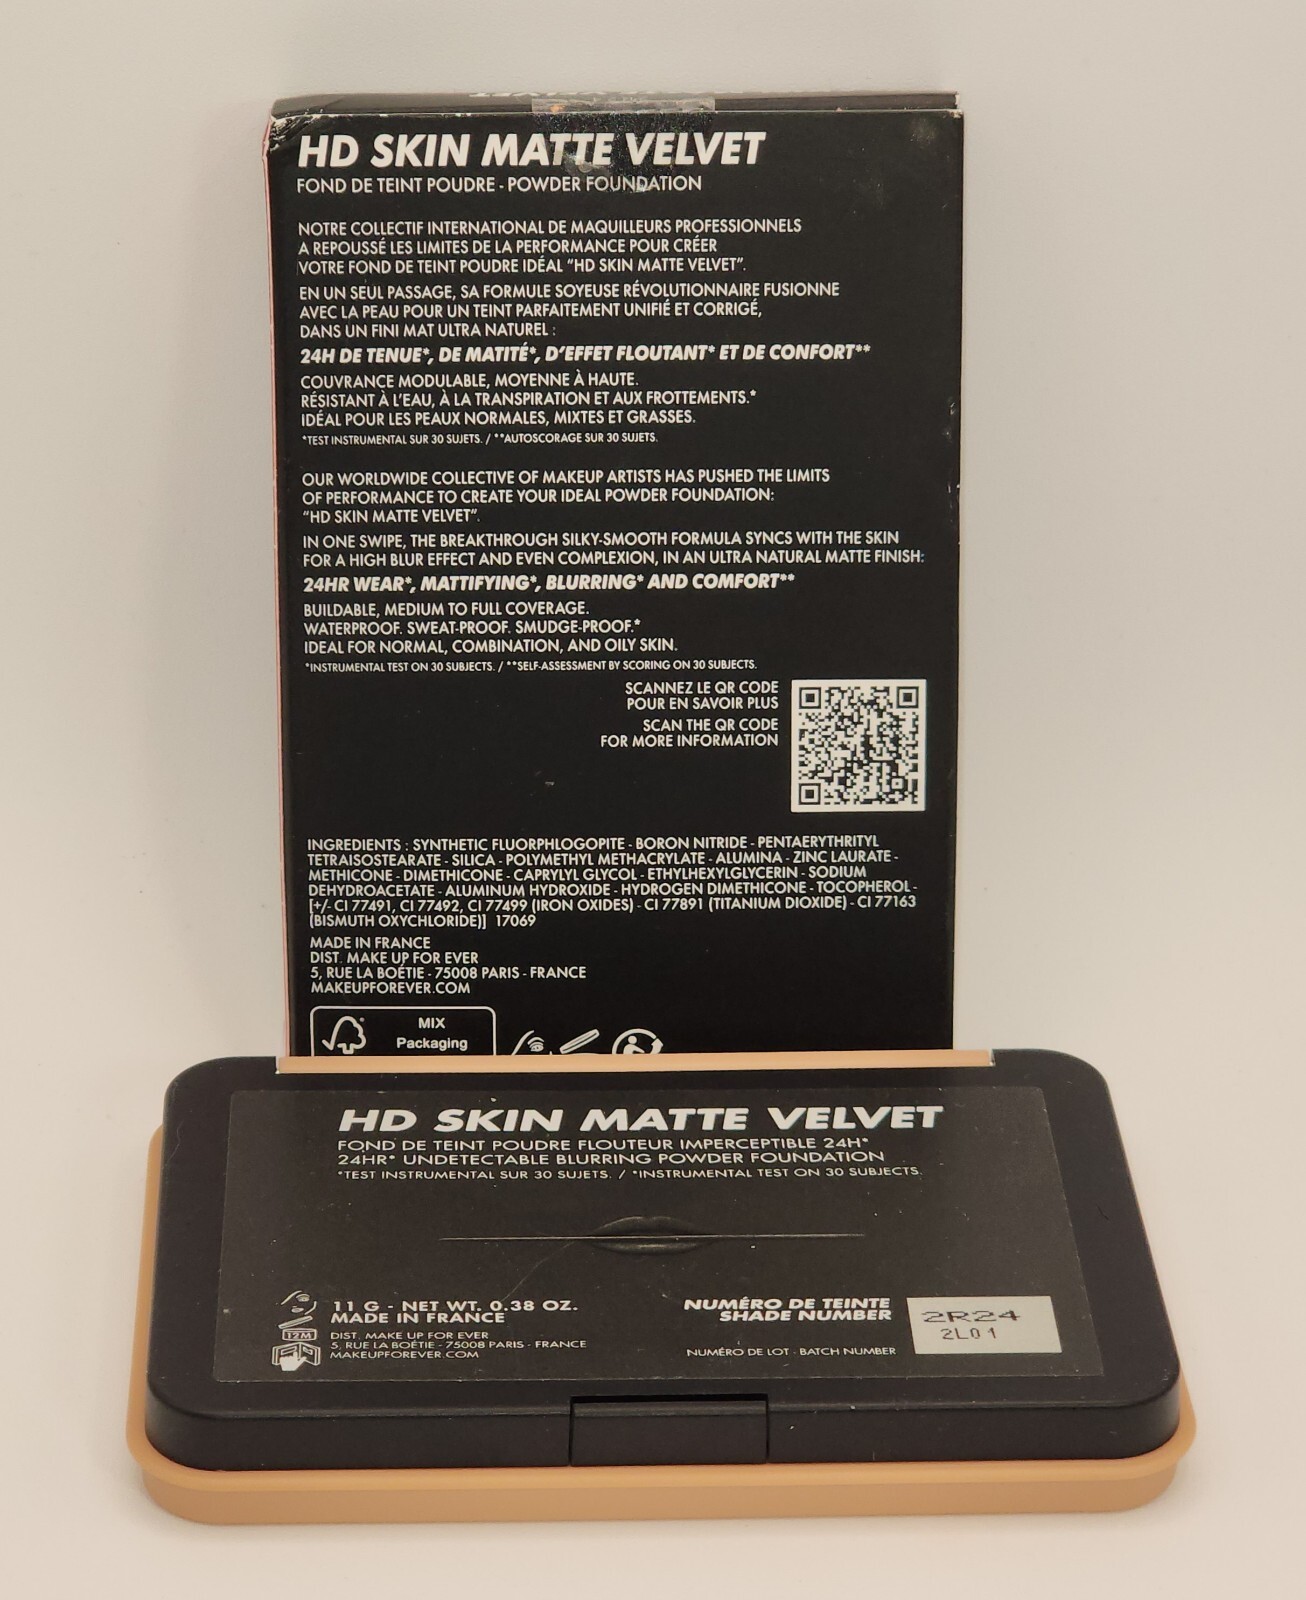 HD SKIN MATTE VELVET
FOND DE TEINT POUDRE - POWDER FOUNDATION
NOTRE COLLECTIF INTERNATIONAL DE MAQUILLEURS PROFESSIONNELS
A REPOUSSÉ LES LIMITES DE LA PERFORMANCE POUR CRÉER
VOTRE FOND DE TEINT POUDRE IDÉAL "HD SKIN MATTE VELVET".
EN UN SEUL PASSAGE, SA FORMULE SOYEUSE RÉVOLUTIONNAIRE FUSIONNE
AVEC LA PEAU POUR UN TEINT PARFAITEMENT UNIFIÉ ET CORRIGÉ,
DANS UN FINI MAT ULTRA NATUREL :
24H DE TENUE*, DE MATITÉ*, D'EFFET FLOUTANT* ET DE CONFORT**
COUVRANCE MODULABLE, MOYENNE À HAUTE.
RÉSISTANT À L'EAU, À LA TRANSPIRATION ET AUX FROTTEMENTS.*
IDÉAL POUR LES PEAUX NORMALES, MIXTES ET GRASSES.
*TEST INSTRUMENTAL SUR 30 SUJETS. / **AUTOSCORAGE SUR 30 SUJETS.
OUR WORLDWIDE COLLECTIVE OF MAKEUP ARTISTS HAS PUSHED THE LIMITS
OF PERFORMANCE TO CREATE YOUR IDEAL POWDER FOUNDATION:
"HD SKIN MATTE VELVET".
IN ONE SWIPE, THE BREAKTHROUGH SILKY-SMOOTH FORMULA SYNCS WITH THE SKIN
FOR A HIGH BLUR EFFECT AND EVEN COMPLEXION, IN AN ULTRA NATURAL MATTE FINISH:
24HR WEAR*, MATTIFYING*, BLURRING* AND COMFORT**
BUILDABLE, MEDIUM TO FULL COVERAGE.
WATERPROOF. SWEAT-PROOF. SMUDGE-PROOF.*
IDEAL FOR NORMAL, COMBINATION, AND OILY SKIN.
*INSTRUMENTAL TEST ON 30 SUBJECTS. / **SELF-ASSESSMENT BY SCORING ON 30 SUBJECTS.
SCANNEZ LE QR CODE
POUR EN SAVOIR PLUS
SCAN THE QR CODE
FOR MORE INFORMATION
INGREDIENTS : SYNTHETIC FLUORPHLOGOPITE - BORON NITRIDE - PENTAERYTHRITYL
TETRAISOSTEARATE - SILICA - POLYMETHYL METHACRYLATE - ALUMINA - ZINC LAURATE -
METHICONE - DIMETHICONE - CAPRYLYL GLYCOL - ETHYLHEXYLGLYCERIN - SODIUM
DEHYDROACETATE - ALUMINUM HYDROXIDE - HYDROGEN DIMETHICONE - TOCOPHEROL -
[+/- CI 77491, CI 77492, CI 77499 (IRON OXIDES) - CI 77891 (TITANIUM DIOXIDE) - CI 77163
(BISMUTH OXYCHLORIDE)] 17069
MADE IN FRANCE
DIST. MAKE UP FOR EVER
5, RUE LA BOÉTIE - 75008 PARIS - FRANCE
MAKEUPFOREVER.COM
MIX
Packaging
HD SKIN MATTE VELVET
FOND DE TEINT POUDRE FLOUTEUR IMPERCEPTIBLE 24H*
24HR* UNDETECTABLE BLURRING POWDER FOUNDATION
*TEST INSTRUMENTAL SUR 30 SUJETS. / *INSTRUMENTAL TEST ON 30 SUBJECTS.
11 G - NET WT. 0.38 OZ.
MADE IN FRANCE
12M
DIST. MAKE UP FOR EVER
5, RUE LA BOÉTIE - 75008 PARIS - FRANCE
MAKEUPFOREVER.COM
NUMÉRO DE TEINTE
SHADE NUMBER
2R24
2L01
NUMÉRO DE LOT - BATCH NUMBER